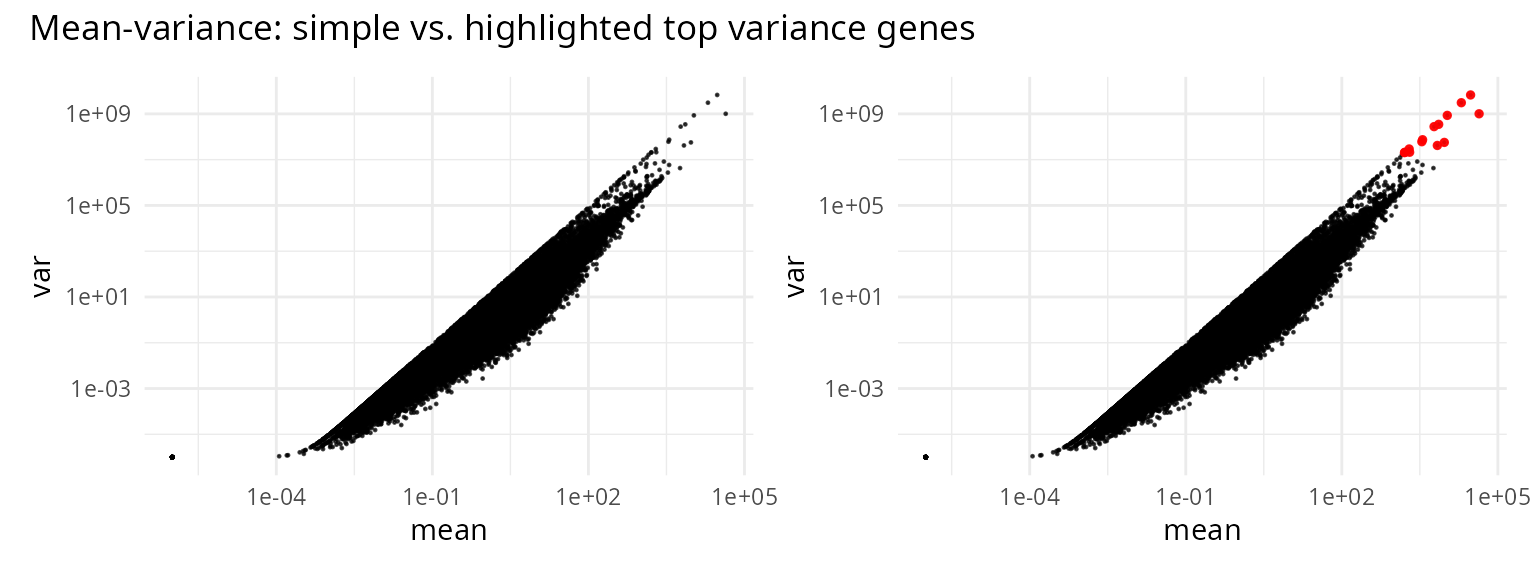 Mean-variance: simple vs. highlighted top variance genes
var
1e+09
1e+05
1e+01
1e-03
1e-04 1e-01 1e+02 1e+05
mean
var
1e+09
1e+05
1e+01
1e-03
1e-04 1e-01 1e+02 1e+05
mean